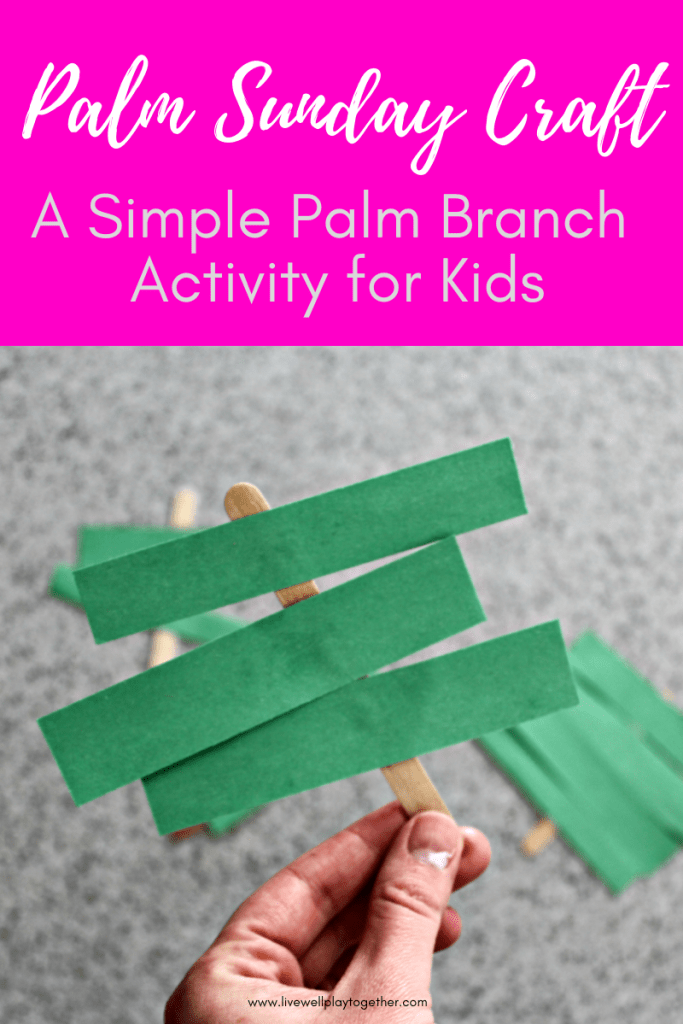 Palm Sunday Craft
A Simple Palm Branch
Activity for Kids
www.livewellplaytogether.com